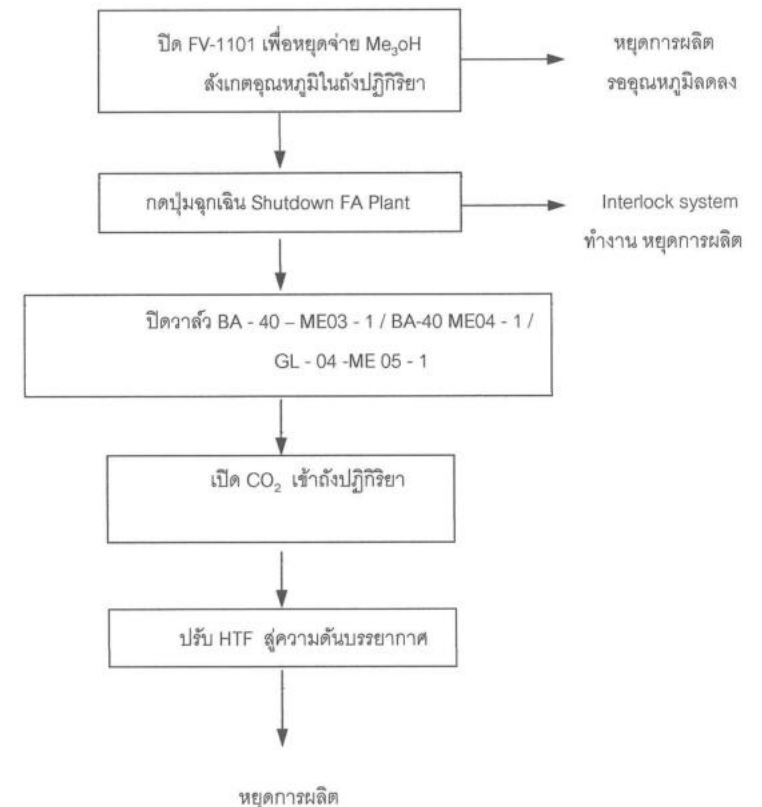 ปิด FV-1101 เพื่อหยุดจ่าย Me₃oH
สังเกตอุณหภูมิในถังปฏิกิริยา
หยุดการผลิต
รออุณหภูมิลดลง
กดปุ่มฉุกเฉิน Shutdown FA Plant
Interlock system
ทำงาน หยุดการผลิต
ปิดวาล์ว BA - 40 – ME03 - 1 / BA-40 ME04 - 1 /
GL - 04 -ME 05 - 1
เปิด CO₂ เข้าถังปฏิกิริยา
ปรับ HTF สู่ความดันบรรยากาศ
หยุดการผลิต